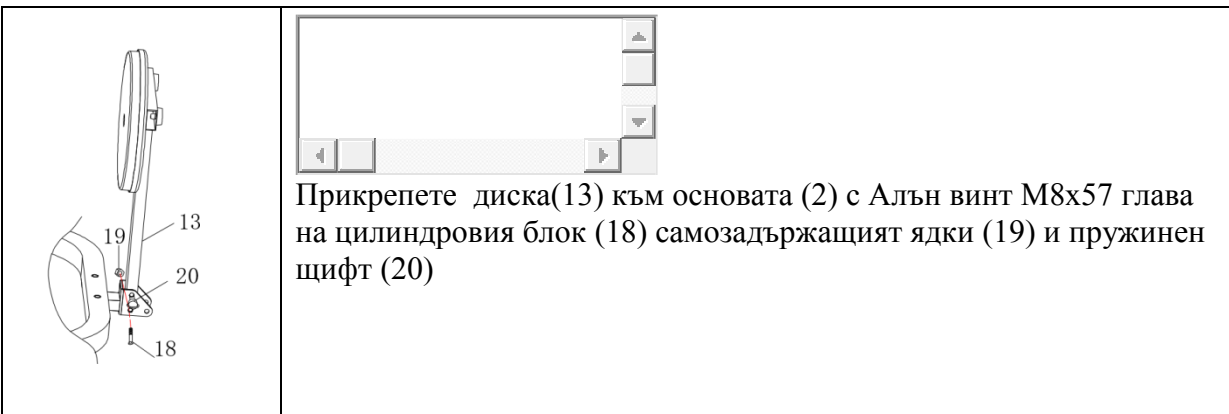 13
19
20
18
Прикрепете диска(13) към основата (2) с Алън винт M8x57 глава
на цилиндровия блок (18) самозадържащият ядки (19) и пружинен
щифт (20)